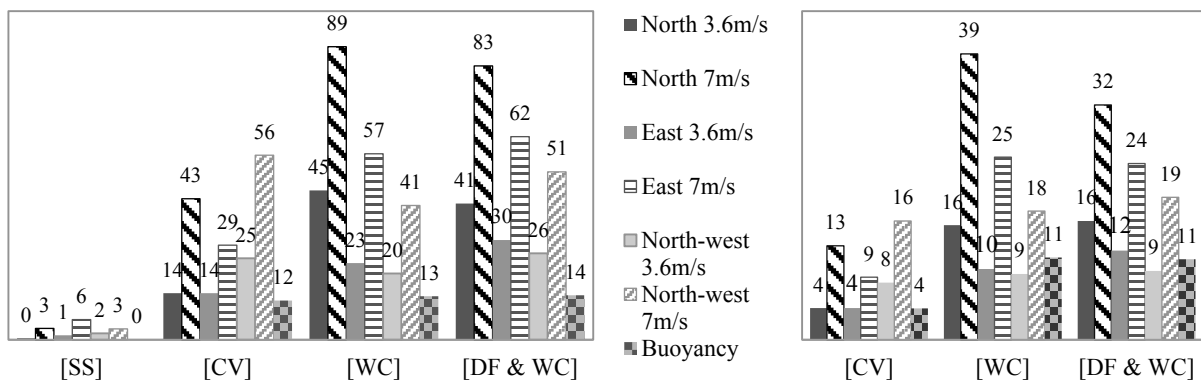 0 3 1 6 2 3 0
14 43 14 29 25 56 12
45 89 23 57 20 41 13
41 83 30 62 26 51 14
[SS] [CV] [WC] [DF & WC]
North 3.6m/s
North 7m/s
East 3.6m/s
East 7m/s
North-west
3.6m/s
North-west
7m/s
Buoyancy
4 13 4 9 8 16 4
16 39 10 25 9 18 11
16 32 12 24 9 19 11
[CV] [WC] [DF & WC]